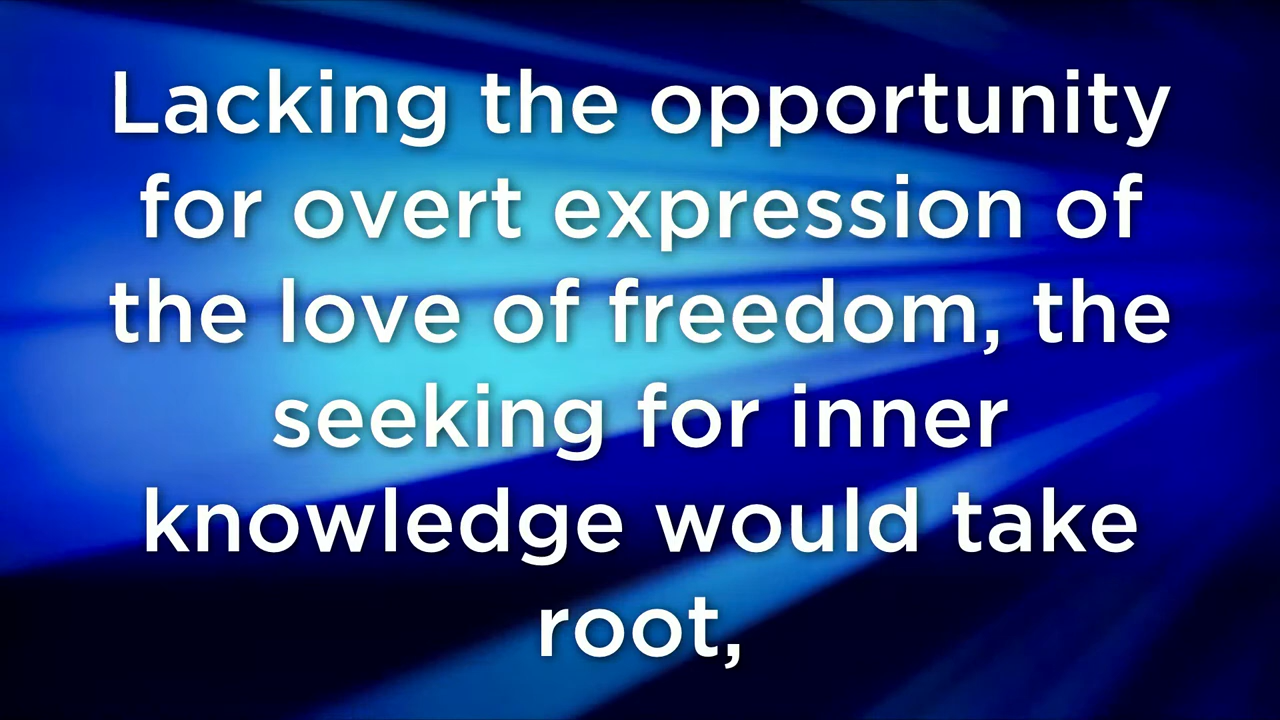 Lacking the opportunity
for overt expression of
the love of freedom, the
seeking for inner
knowledge would take
root,